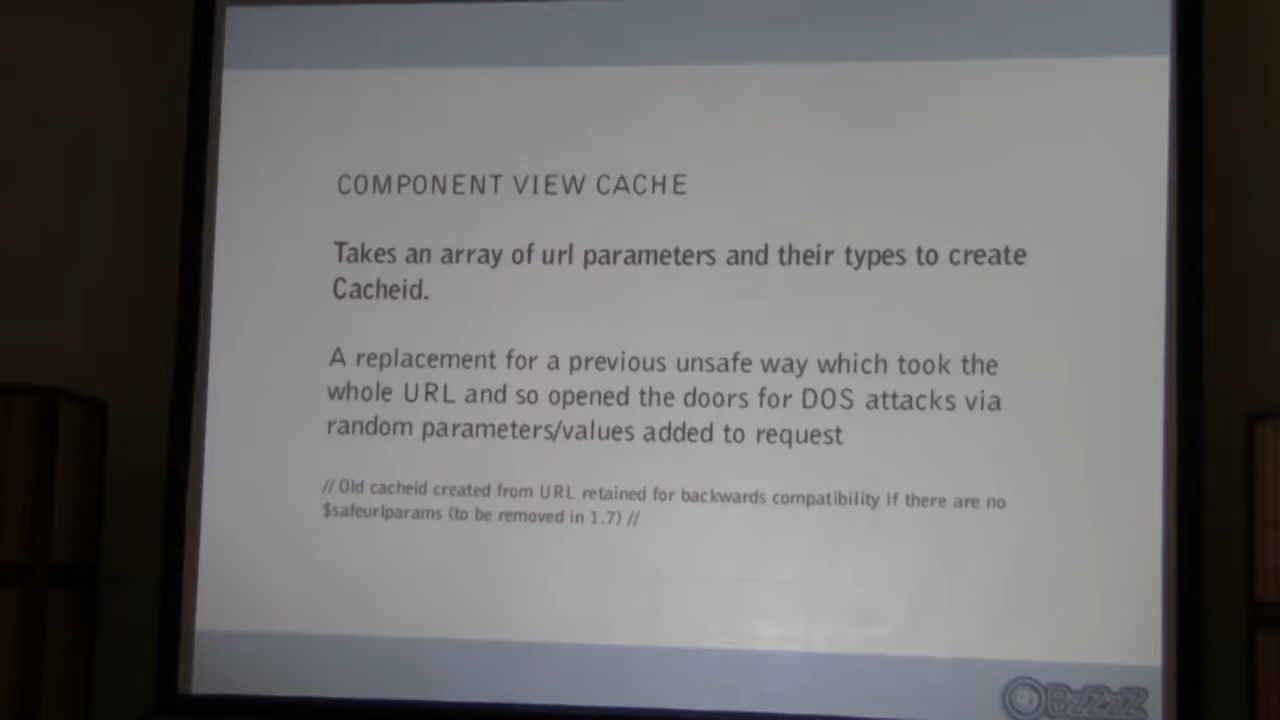 COMPONENT VIEW CACHE
Takes an array of url parameters and their types to create
Cacheid.
A replacement for a previous unsafe way which took the
whole URL and so opened the doors for DOS attacks via
random parameters/values added to request
// Old cacheid created from URL retained for backwards compatibility if there are no
$safeurlparams (to be removed in 1.7) //
BzZzZ